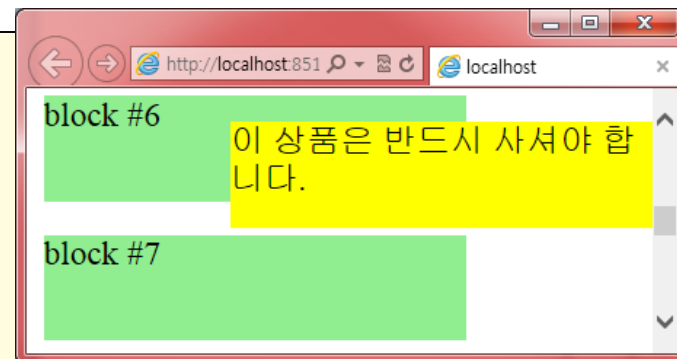 http://localhost:851
localhost
block #6
이 상품은 반드시 사셔야 합
니다.
block #7